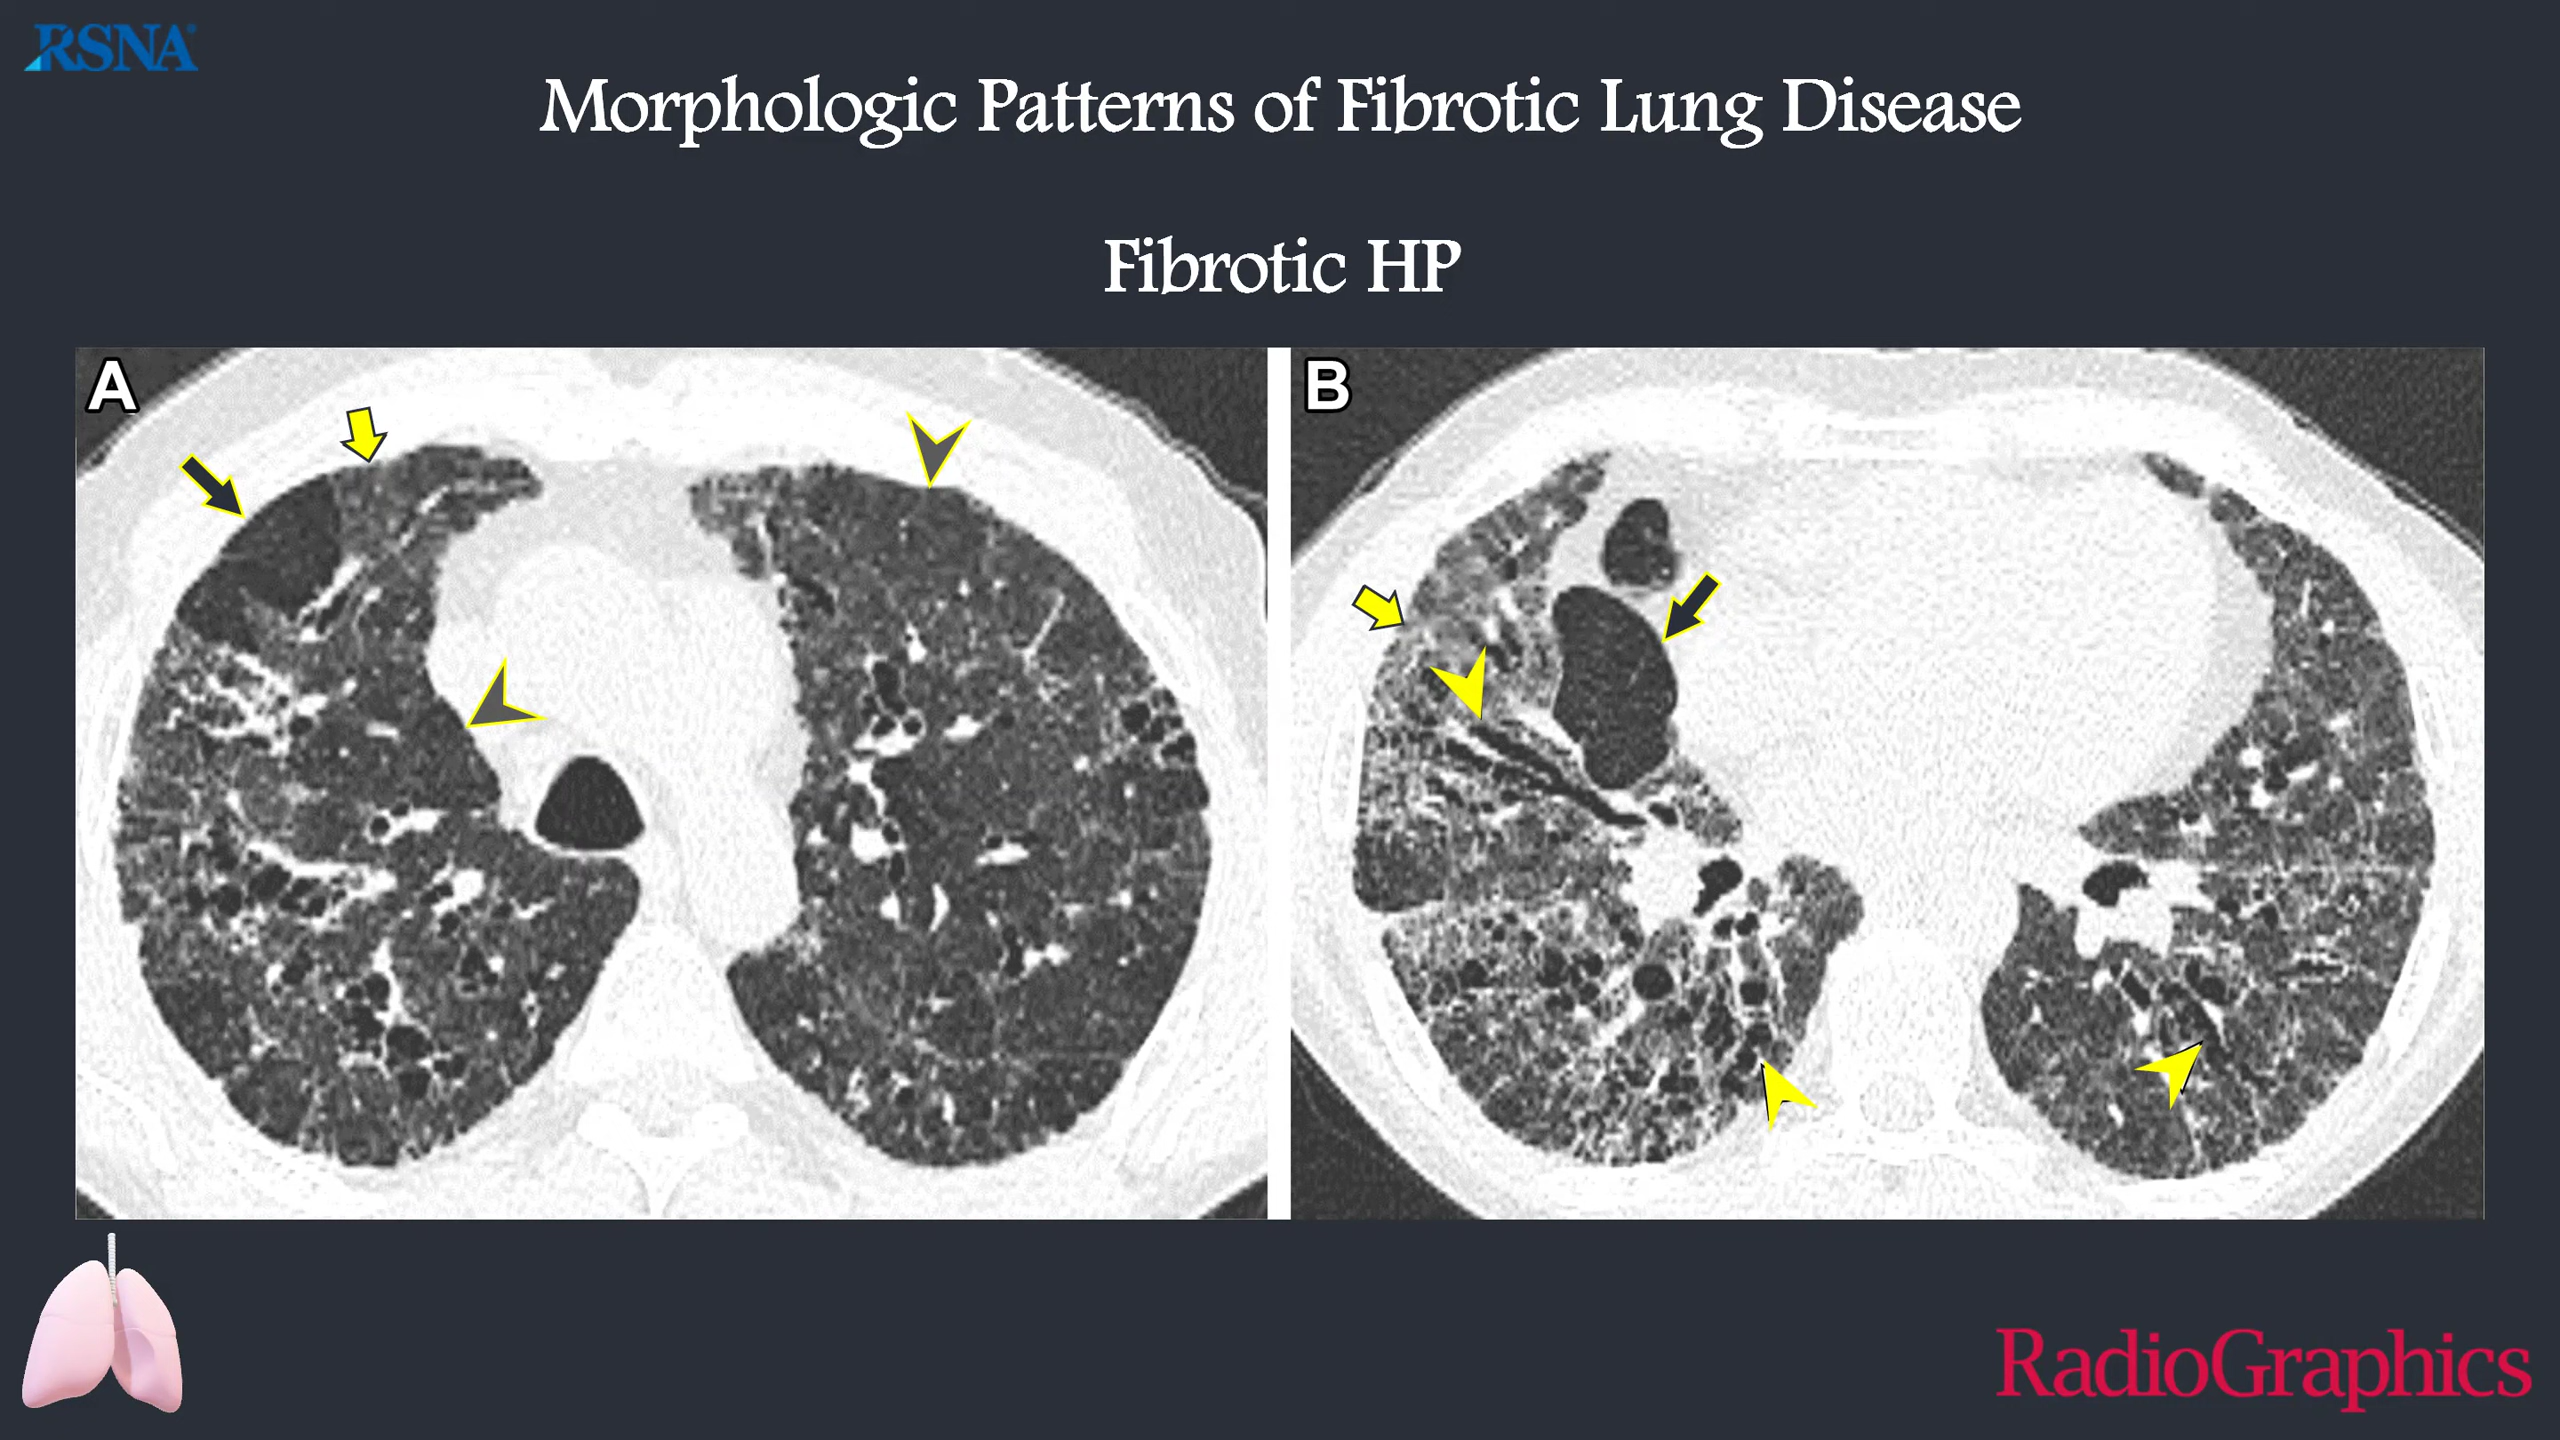 RSNA
Morphologic Patterns of Fibrotic Lung Disease
Fibrotic HP
A
B
RadioGraphics